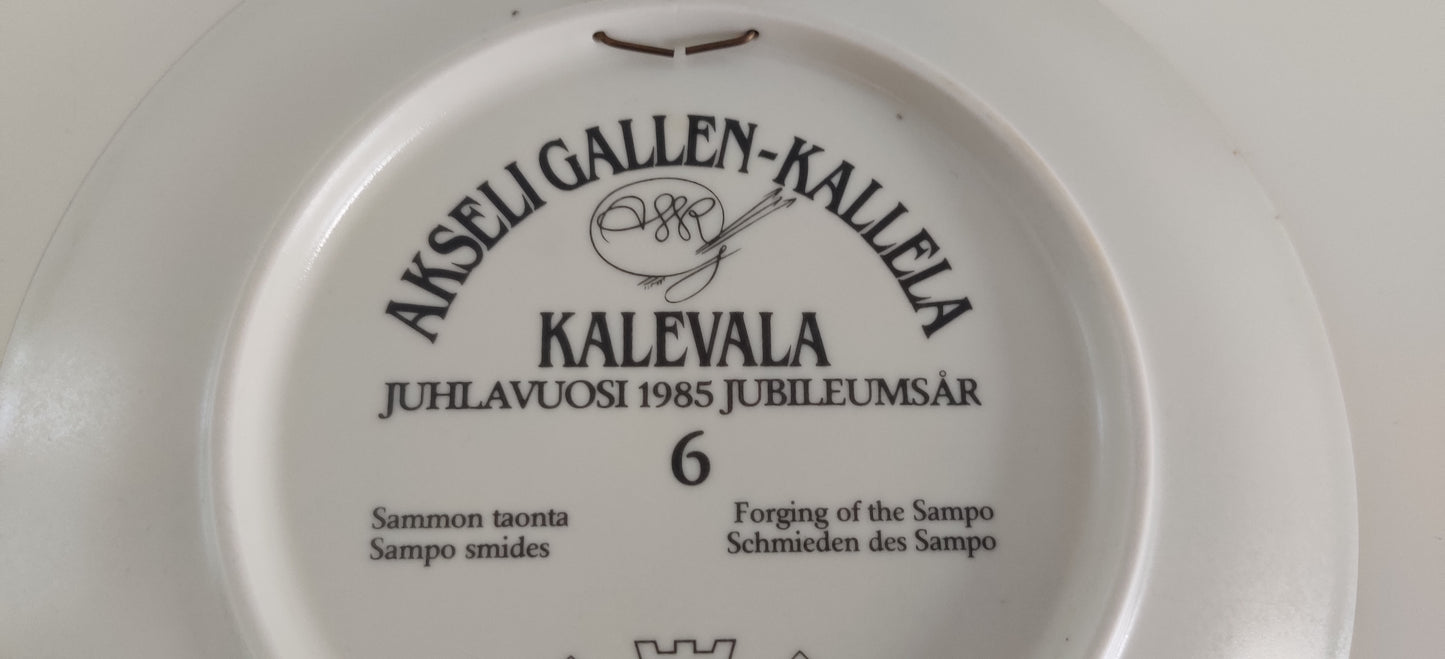 AKSELI GALLEN-KALLELA
KALEVALA
JUHLAVUOSI 1985 JUBILEUMSÅR
6
Sammon taonta
Sampo smides
Forging of the Sampo
Schmieden des Sampo